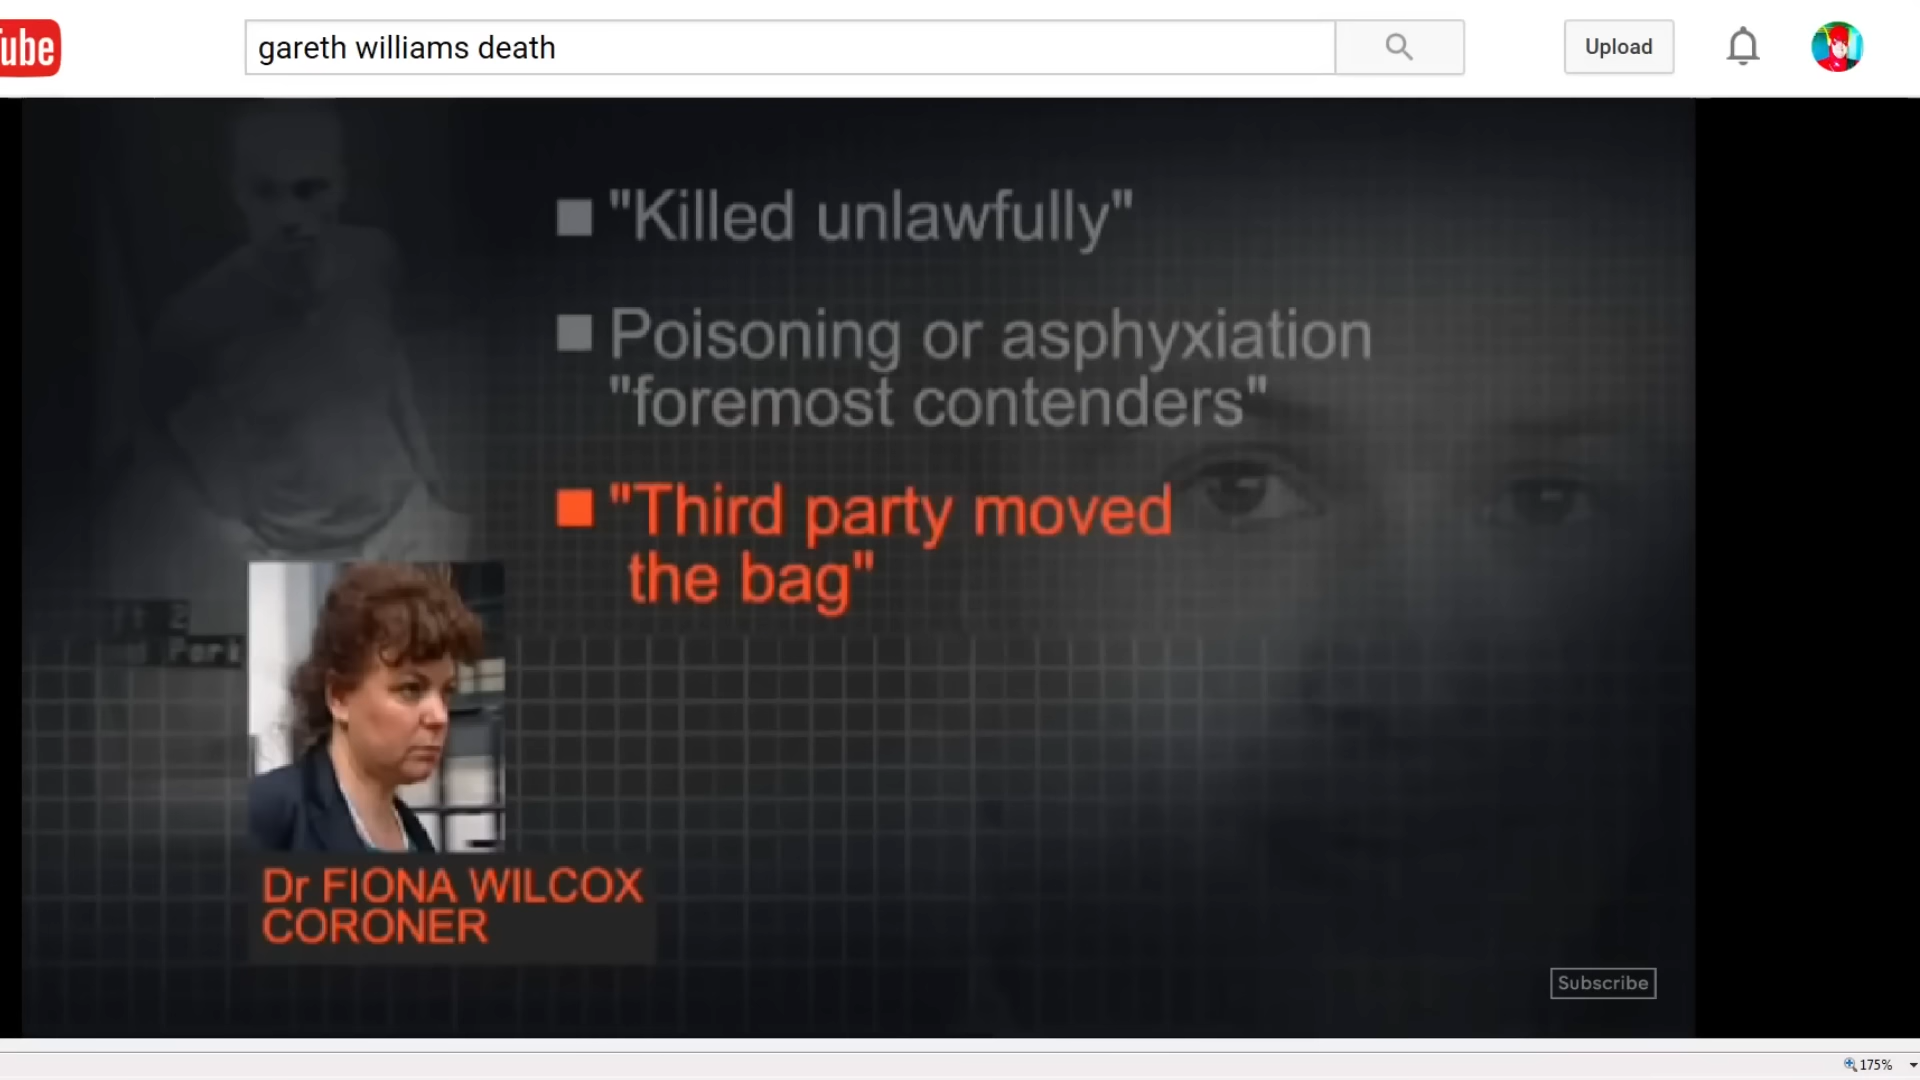 ube
gareth williams death
Upload
"Killed unlawfully"
Poisoning or asphyxiation
"foremost contenders"
"Third party moved
the bag"
Dr FIONA WILCOX
CORONER
Subscribe
175%